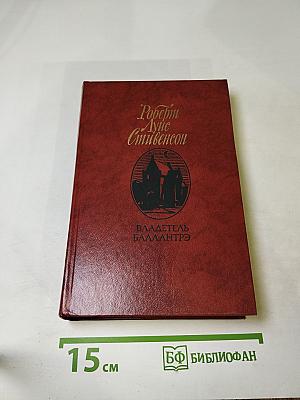 Роберт
Луис
Стивенсон
ВЛАДЕТЕЛЬ
БАЛЛАНТРЭ
15 см
БФ БИБЛИОФАН